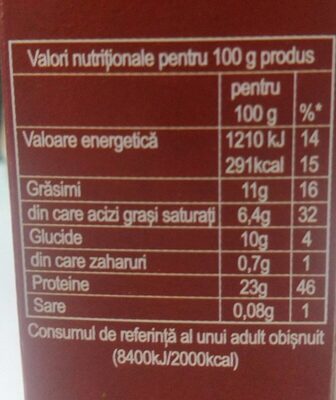 Valori nutriționale pentru 100 g produs
pentru
100 g %*
Valoare energetică 1210 kJ 14
291kcal 15
Grăsimi 11g 16
din care acizi grași saturați 6,4g 32
Glucide 10g 4
din care zaharuri 0,7g 1
Proteine 23g 46
Sare 0,08g 1
Consumul de referință al unui adult obișnuit
(8400kJ/2000kcal)